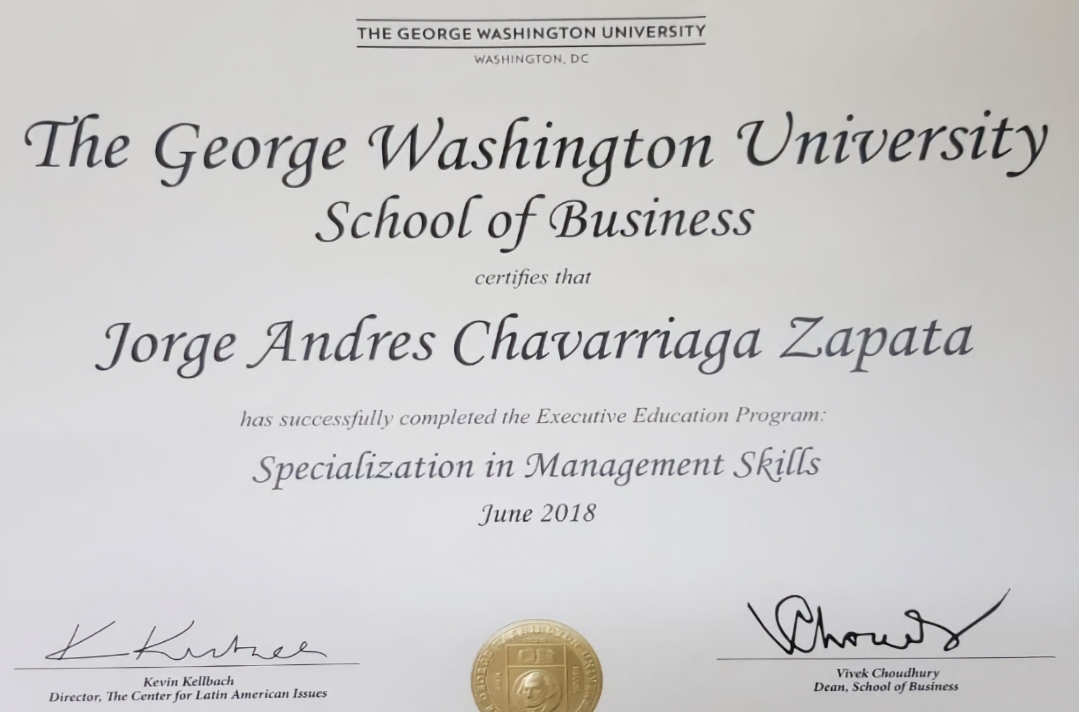 THE GEORGE WASHINGTON UNIVERSITY
WASHINGTON, DC
The George Washington University
School of Business
certifies that
Jorge Andres Chavarriaga Zapata
has successfully completed the Executive Education Program:
Specialization in Management Skills
June 2018
Kevin Kellbach
Director, The Center for Latin American Issues
Vivek Choudhury
Dean, School of Business